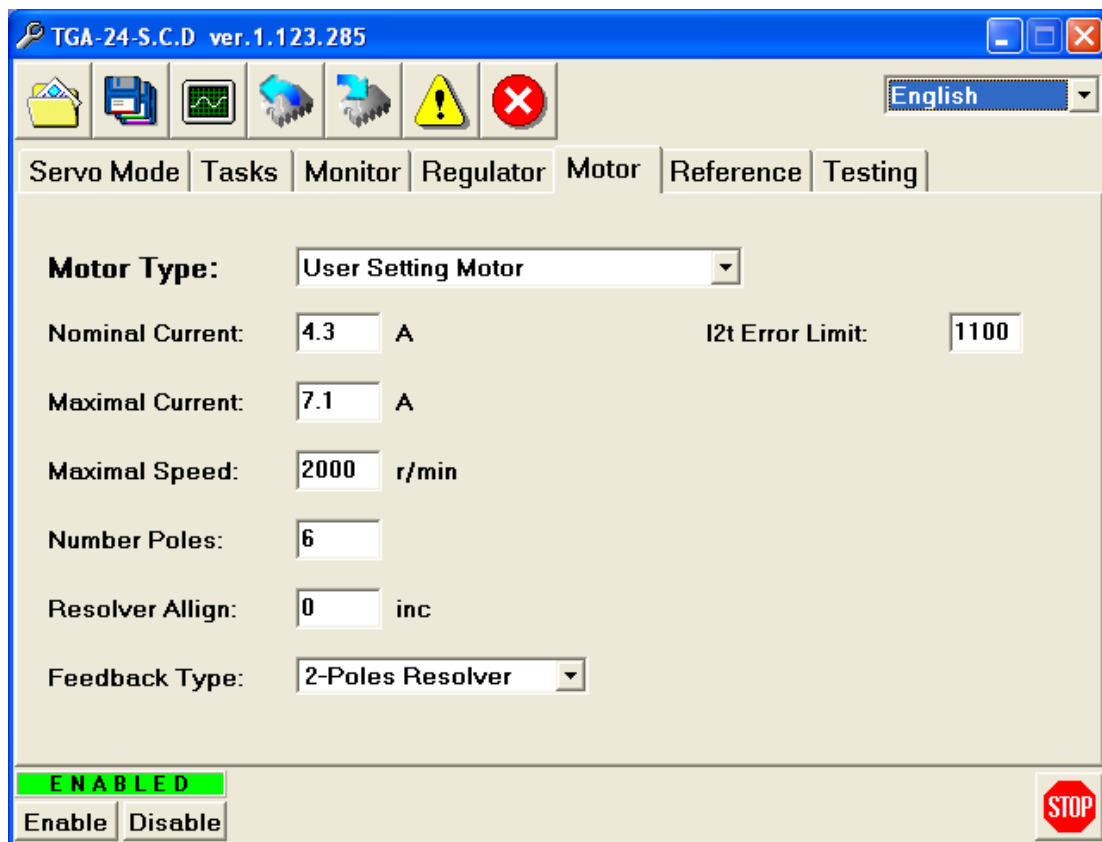 TGA-24-S.C.D ver.1.123.285
English
Servo Mode Tasks Monitor Regulator Motor Reference Testing
Motor Type: User Setting Motor
Nominal Current: 4.3 A I2t Error Limit: 1100
Maximal Current: 7.1 A
Maximal Speed: 2000 r/min
Number Poles: 6
Resolver Allign: 0 inc
Feedback Type: 2-Poles Resolver
ENABLED
Enable Disable STOP